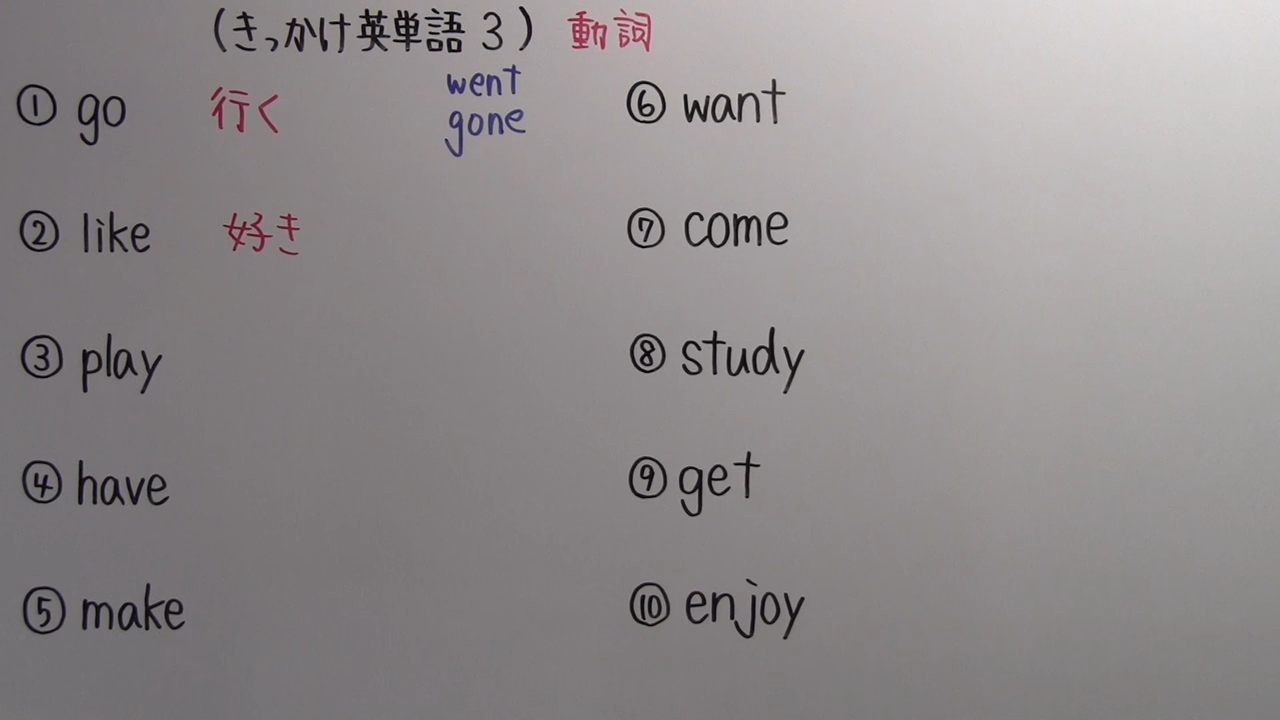 (きっかけ英単語3) 動詞
① go 行く went
gone
② like 好き
③ play
④ have
⑤ make
⑥ want
⑦ come
⑧ study
⑨ get
⑩ enjoy